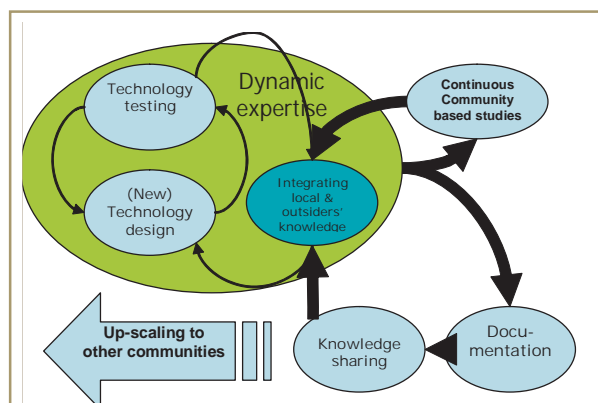 Technology
testing
Dynamic
expertise
Continuous
Community
based studies
(New)
Technology
design
Integrating
local &
outsiders'
knowledge
Up-scaling to
other communities
Knowledge
sharing
Docu-
mentation